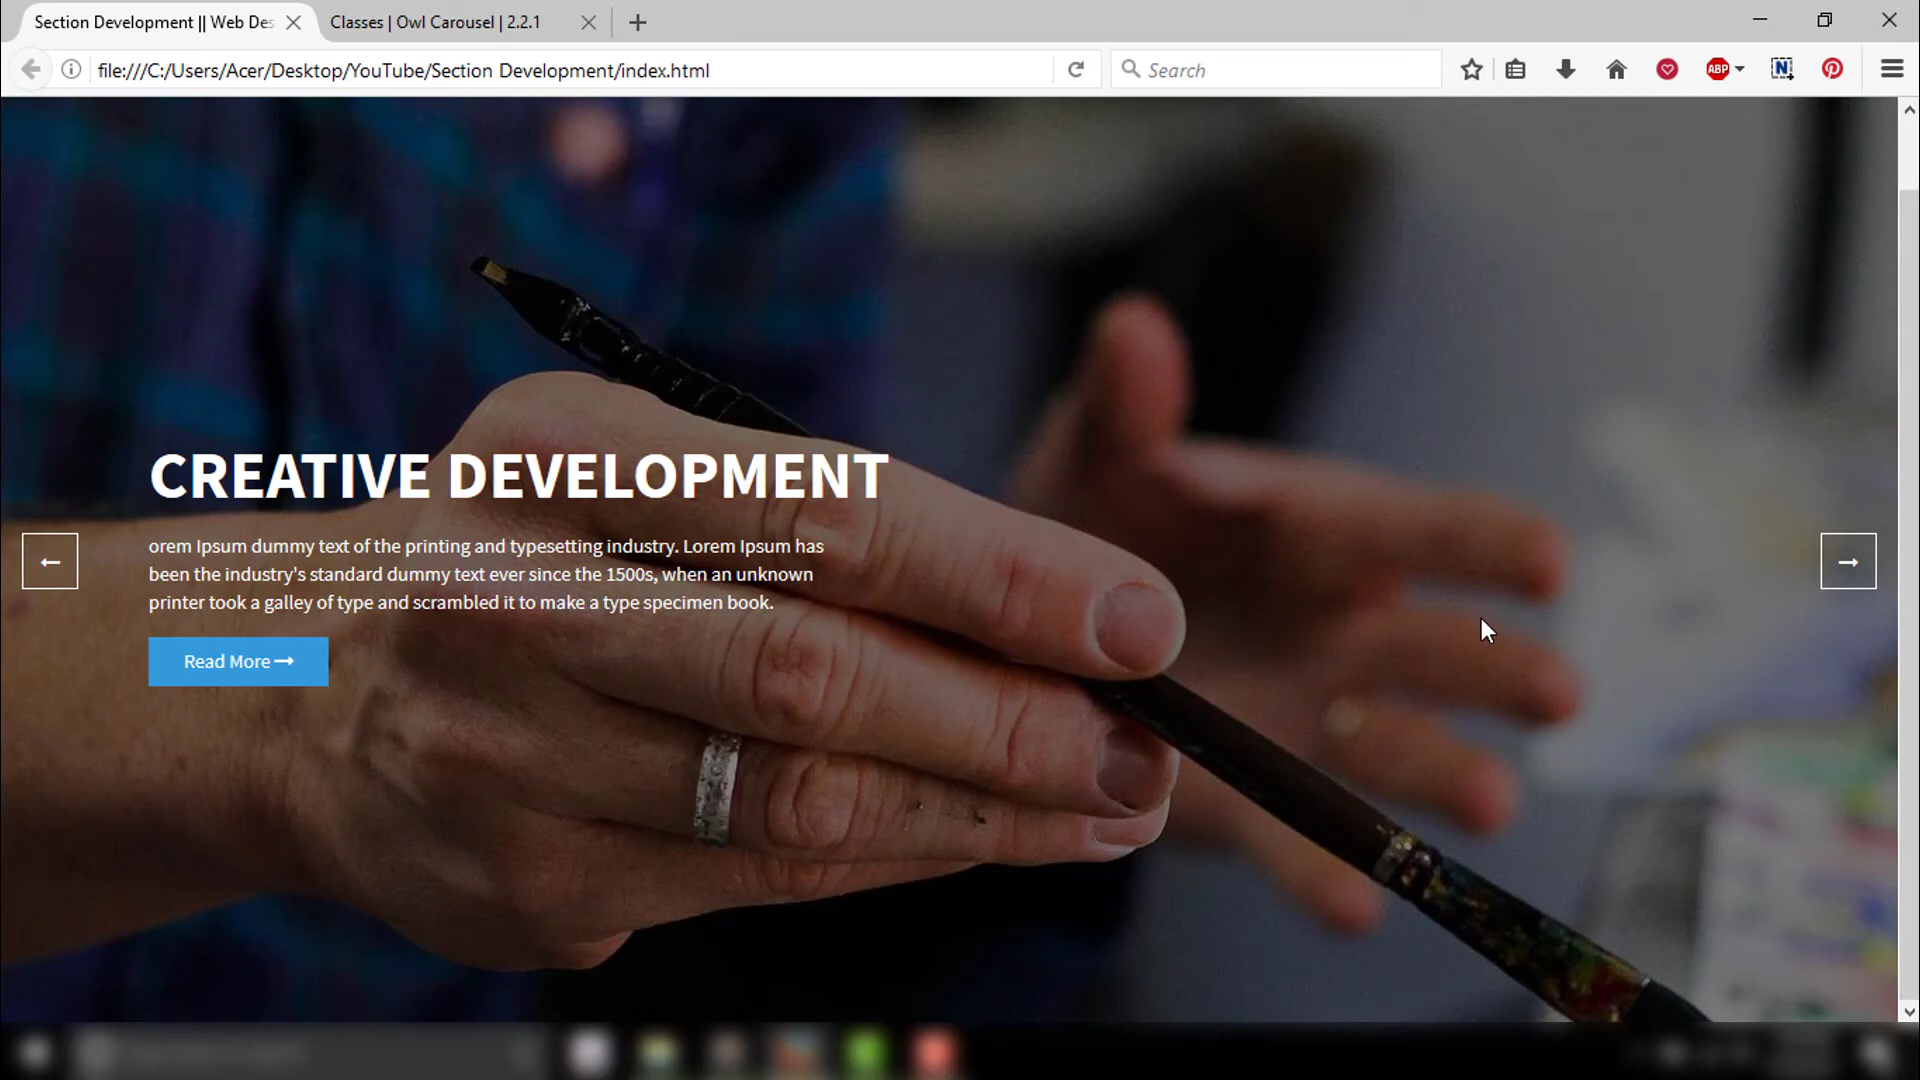 Section Development || Web Des
Classes | Owl Carousel | 2.2.1
file:///C:/Users/Acer/Desktop/YouTube/Section Development/index.html
Search
ABP
N
CREATIVE DEVELOPMENT
orem Ipsum dummy text of the printing and typesetting industry. Lorem Ipsum has
been the industry's standard dummy text ever since the 1500s, when an unknown
printer took a galley of type and scrambled it to make a type specimen book.
Read More